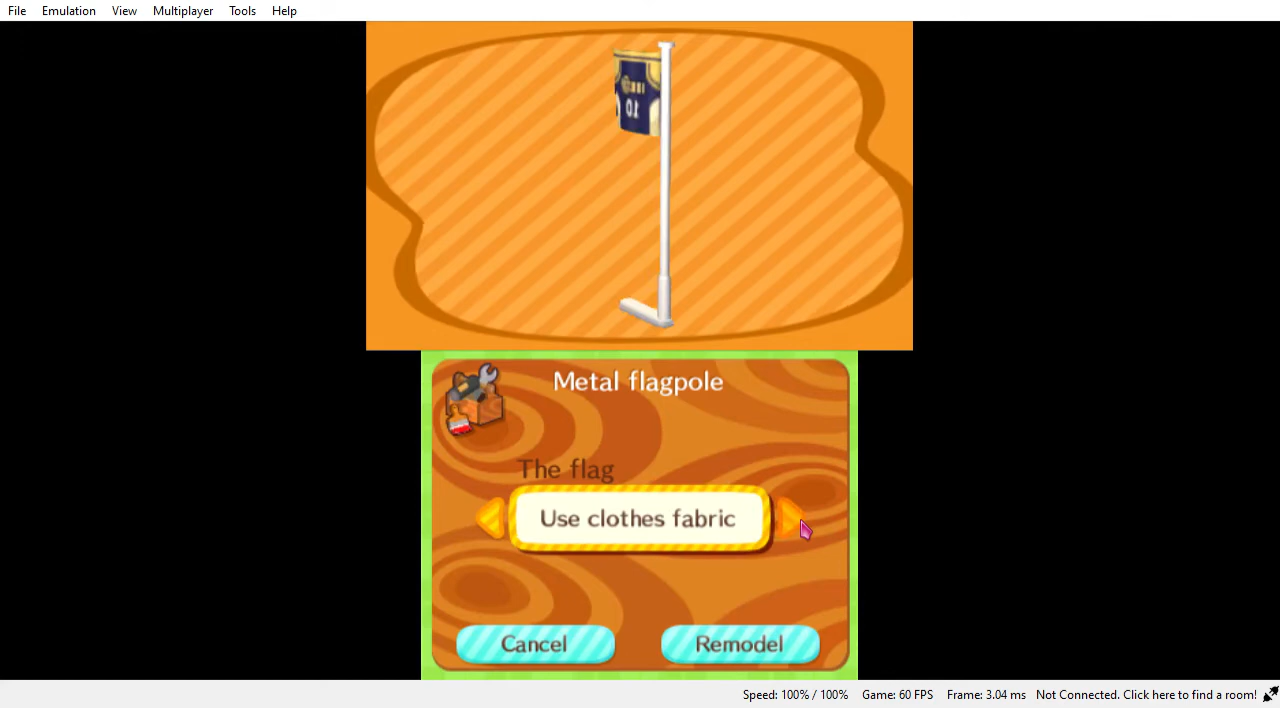 File Emulation View Multiplayer Tools Help
Metal flagpole
The flag
Use clothes fabric
Cancel Remodel
Speed: 100% / 100% Game: 60 FPS Frame: 3.04 ms Not Connected. Click here to find a room!